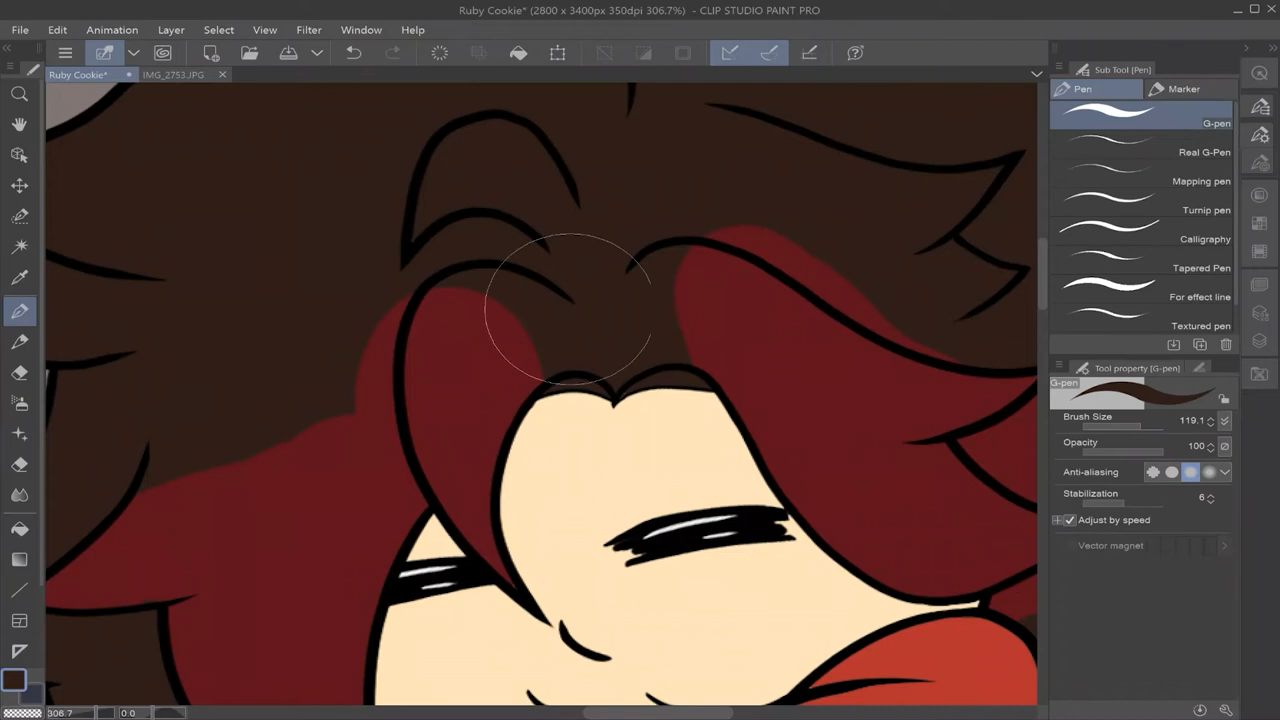 Ruby Cookie* (2800 x 3400px 350dpi 306.7%) - CLIP STUDIO PAINT PRO
File Edit Animation Layer Select View Filter Window Help
Ruby Cookie* IMG_2753.JPG
Sub Tool [Pen]
Pen Marker
G-pen
Real G-Pen
Mapping pen
Turnip pen
Calligraphy
Tapered Pen
For effect line
Textured pen
Tool property [G-pen]
G-pen
Brush Size 119.1
Opacity 100
Anti-aliasing
Stabilization 6
Adjust by speed
Vector magnet
306.7 0.0